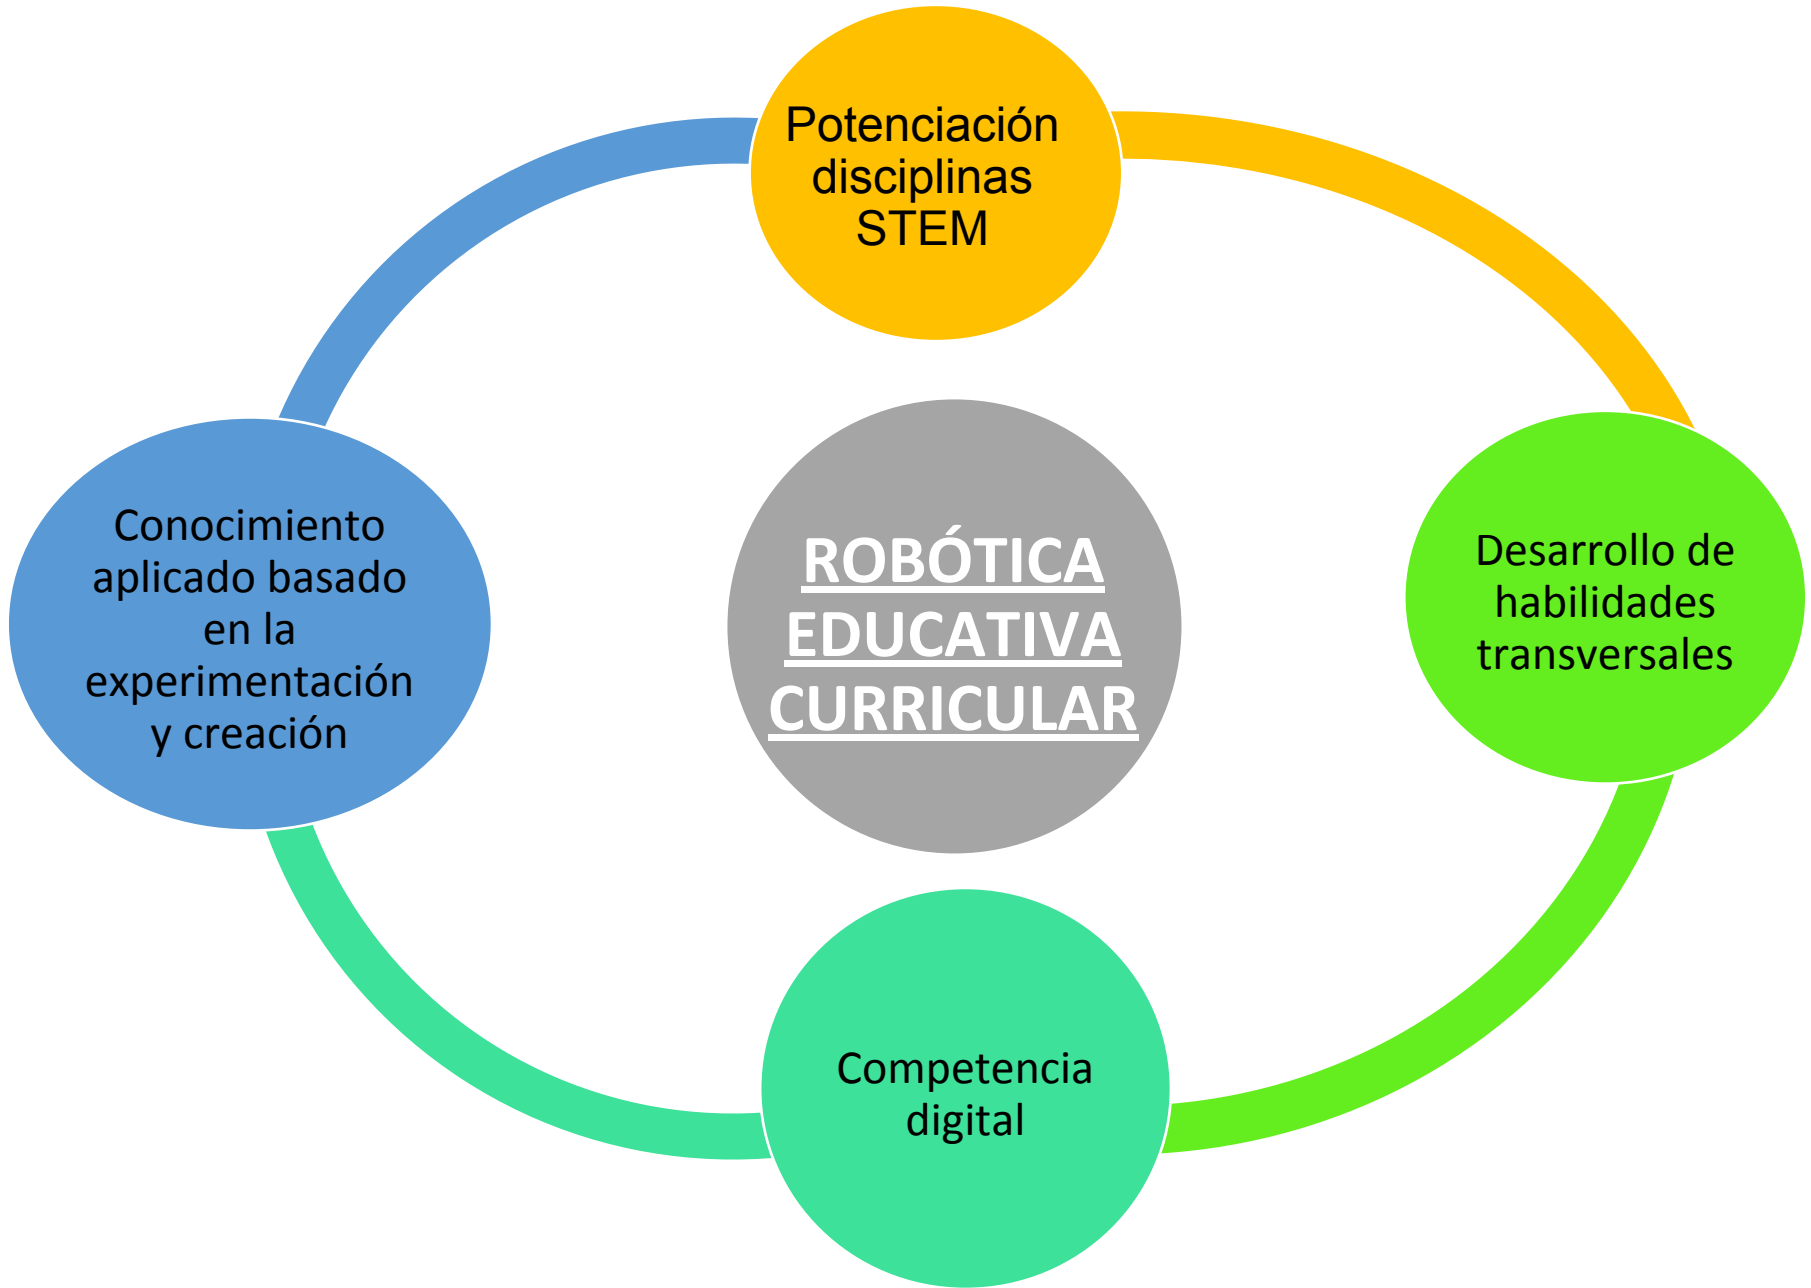 Potenciación
disciplinas
STEM
Conocimiento
aplicado basado
en la
experimentación
y creación
ROBÓTICA
EDUCATIVA
CURRICULAR
Desarrollo de
habilidades
transversales
Competencia
digital